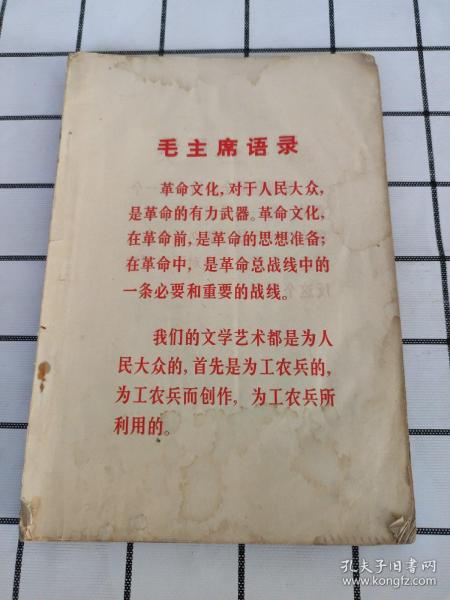 毛主席语录
革命文化，对于人民大众，
是革命的有力武器。革命文化，
在革命前，是革命的思想准备；
在革命中，是革命总战线中的
一条必要和重要的战线。
我们的文学艺术都是为人
民大众的，首先是为工农兵的，
为工农兵而创作，为工农兵所
利用的。
孔夫子旧书网
www.kongfz.com